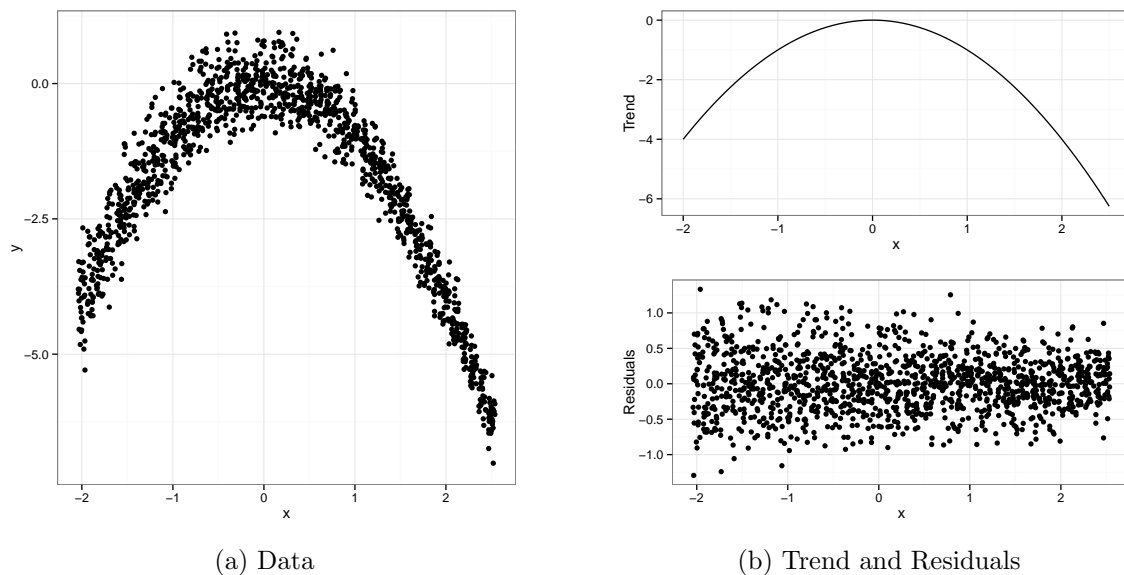 0.0
−2.5
−5.0
y
−2 −1 0 1 2
x
(a) Data
0
−2
−4
−6
Trend
−2 −1 0 1 2
x
1.0
0.5
0.0
−0.5
−1.0
Residuals
−2 −1 0 1 2
x
(b) Trend and Residuals